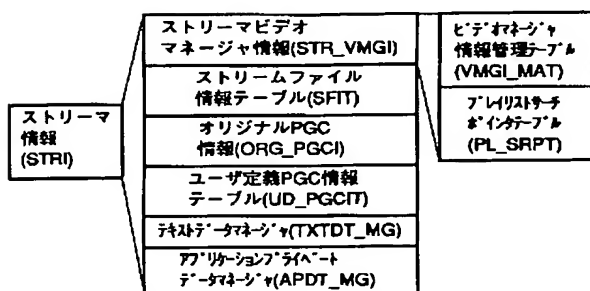 ストリーマ
情報
(STRI)
ストリーマビデオ
マネージャ情報(STR_VMGI)
ストリームファイル
情報テーブル(SFIT)
オリジナルPGC
情報(ORG_PGCI)
ユーザ定義PGC情報
テーブル(UD_PGCIT)
ﾃｷｽﾄﾃﾞｰﾀﾏﾈｰｼﾞｬ(TXTDT_MG)
ｱﾌﾟﾘｹｰｼｮﾝﾌﾟﾗｲﾍﾞｰﾄ
ﾃﾞｰﾀﾏﾈｰｼﾞｬ(APDT_MG)
ﾋﾞﾃﾞｵﾏﾈｰｼﾞｬ
情報管理ﾃｰﾌﾞﾙ
(VMGI_MAT)
ﾌﾟﾚｲﾘｽﾄｻｰﾁ
ﾎﾟｲﾝﾀﾃｰﾌﾞﾙ
(PL_SRPT)